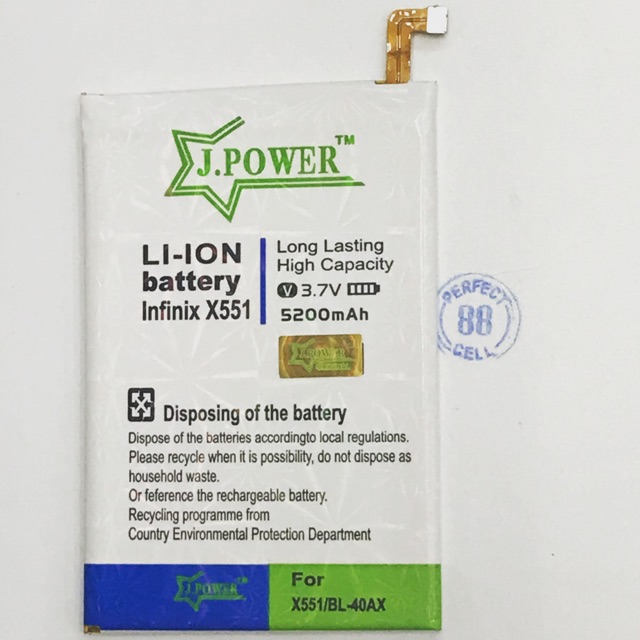 J.POWER™
LI-ION
battery
Infinix X551
Long Lasting
High Capacity
V 3.7V
5200mAh
J.POWER
Disposing of the battery
Dispose of the batteries accordingto local regulations.
Please recycle when it is possibility, do not dispose as
household waste.
Or reference the rechargeable battery.
Recycling programme from
Country Environmental Protection Department
J.POWER™
For
X551/BL-40AX
PERFECT
88
CELL